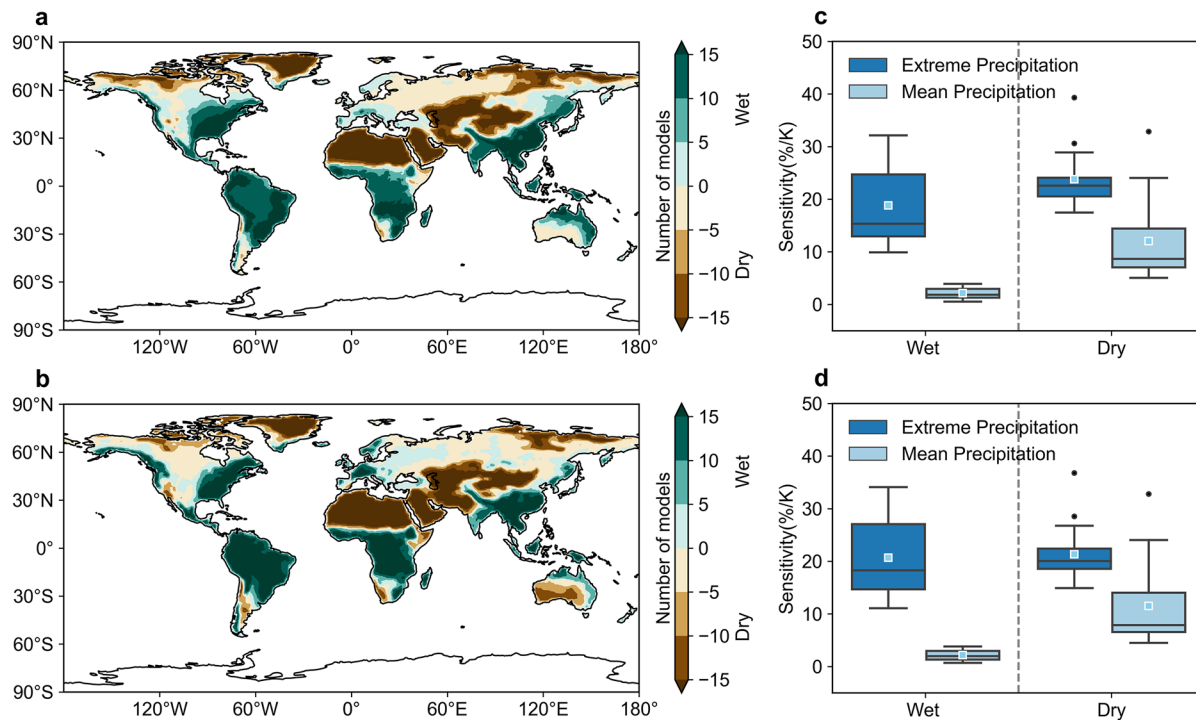 a
90°N
60°N
30°N
0°
30°S
60°S
90°S
120°W 60°W 0° 60°E 120°E 180°
15
10
5
0
−5
−10
−15
Number of models
Wet
Dry
c
50
40
30
20
10
0
Sensitivity(%/K)
Extreme Precipitation
Mean Precipitation
Wet Dry
b
90°N
60°N
30°N
0°
30°S
60°S
90°S
120°W 60°W 0° 60°E 120°E 180°
15
10
5
0
−5
−10
−15
Number of models
Wet
Dry
d
50
40
30
20
10
0
Sensitivity(%/K)
Extreme Precipitation
Mean Precipitation
Wet Dry